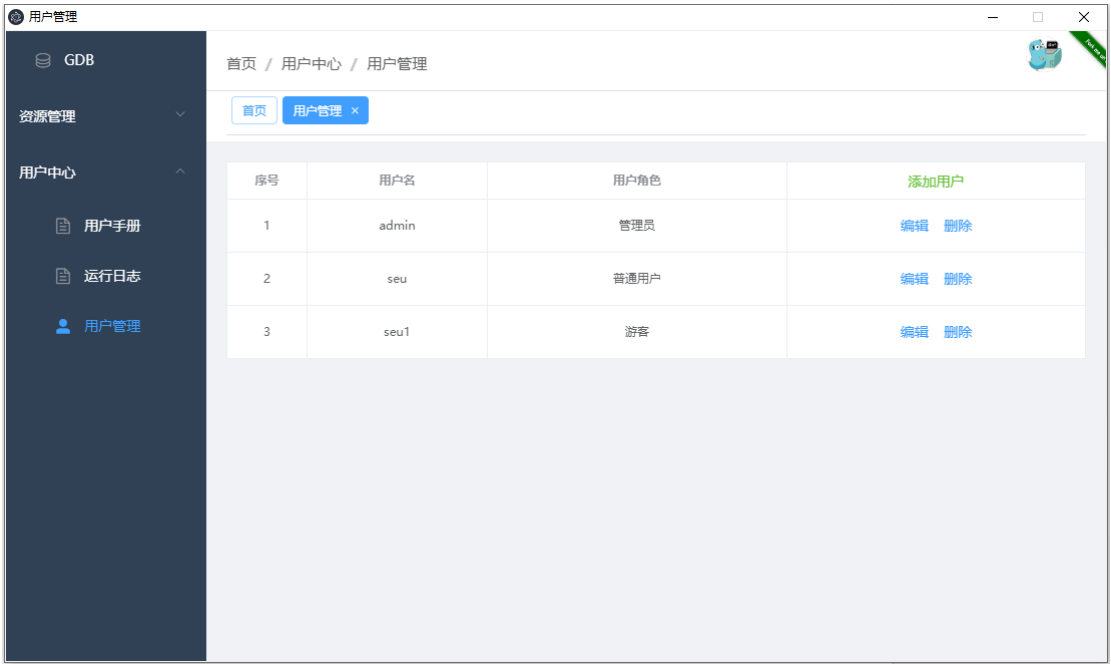 用户管理
GDB
资源管理
用户中心
用户手册
运行日志
用户管理
首页 / 用户中心 / 用户管理
Fork me on
首页 用户管理 ×
序号 用户名 用户角色 添加用户
1 admin 管理员 编辑 删除
2 seu 普通用户 编辑 删除
3 seu1 游客 编辑 删除